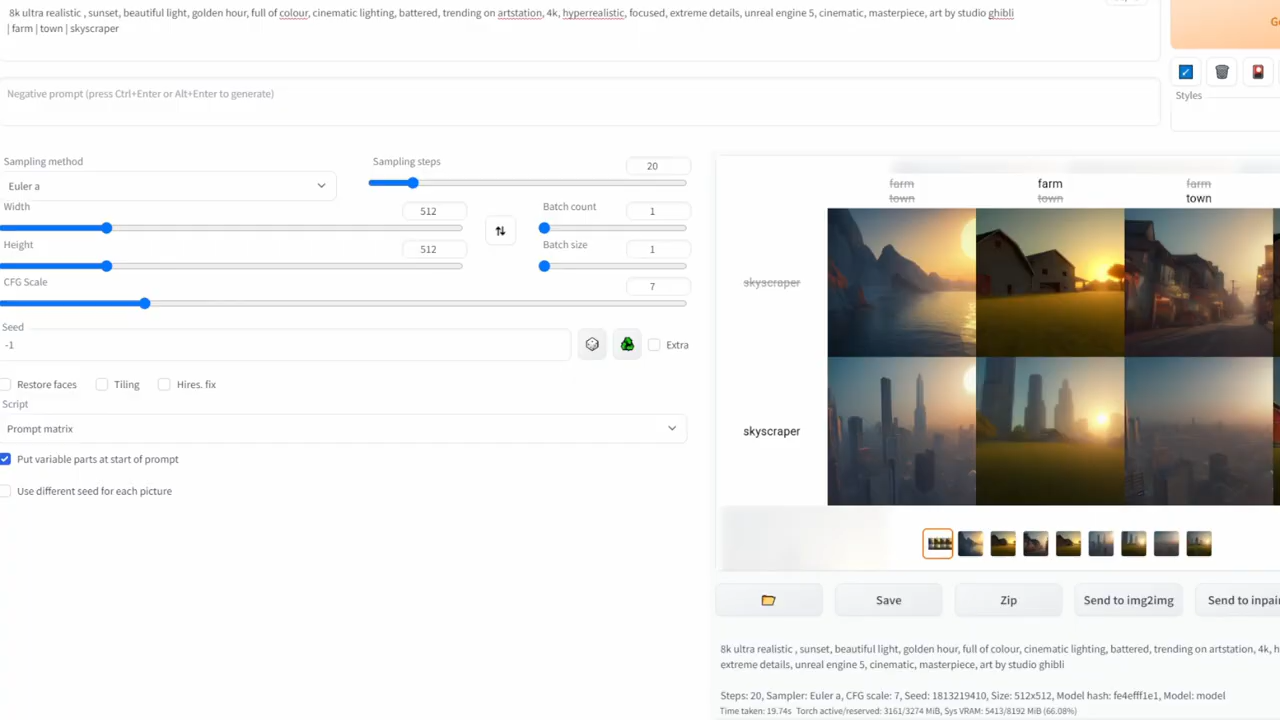 8k ultra realistic , sunset, beautiful light, golden hour, full of colour, cinematic lighting, battered, trending on artstation, 4k, hyperrealistic, focused, extreme details, unreal engine 5, cinematic, masterpiece, art by studio ghibli
| farm | town | skyscraper
Negative prompt (press Ctrl+Enter or Alt+Enter to generate)
Styles
Sampling method
Euler a
Sampling steps
20
Width
512
Batch count
1
Height
512
Batch size
1
CFG Scale
7
Seed
-1
Extra
Restore faces
Tiling
Hires. fix
Script
Prompt matrix
Put variable parts at start of prompt
Use different seed for each picture
farm farm farm
town town town
skyscraper
skyscraper
Save
Zip
Send to img2img
Send to inpai
8k ultra realistic , sunset, beautiful light, golden hour, full of colour, cinematic lighting, battered, trending on artstation, 4k, h
extreme details, unreal engine 5, cinematic, masterpiece, art by studio ghibli
Steps: 20, Sampler: Euler a, CFG scale: 7, Seed: 1813219410, Size: 512x512, Model hash: fe4efff1e1, Model: model
Time taken: 19.74s Torch active/reserved: 3161/3274 MiB, Sys VRAM: 5413/8192 MiB (66.08%)